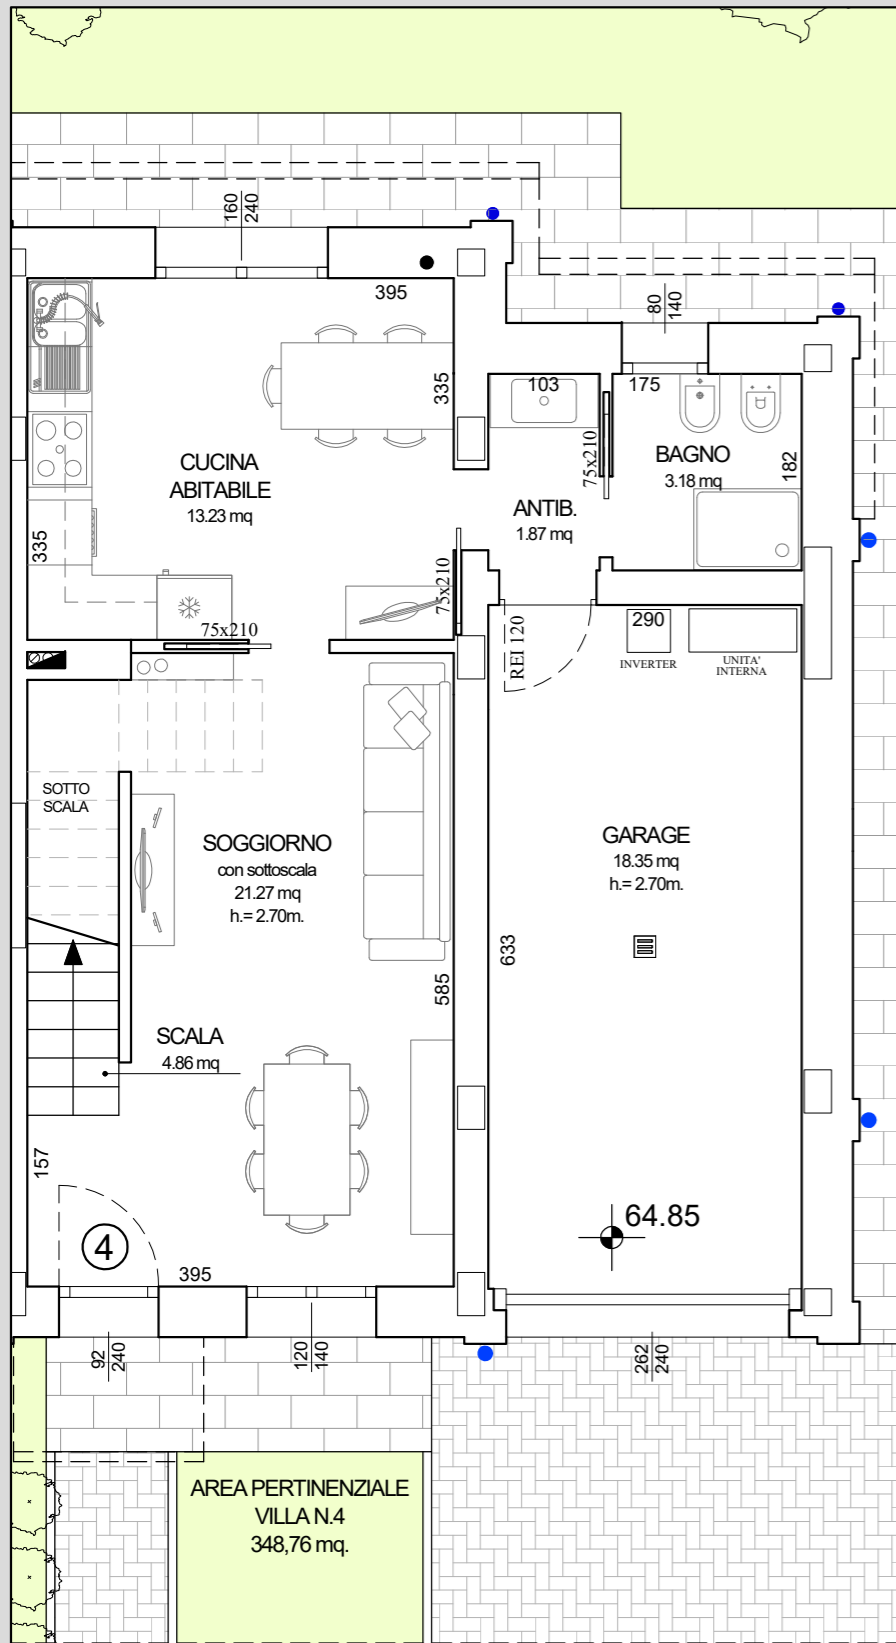 160
240
395
80
140
335
103
175
75x210
CUCINA
ABITABILE
13.23 mq
BAGNO
3.18 mq
182
ANTIB.
1.87 mq
335
75x210
75x210
REI 120
290
INVERTER
UNITA'
INTERNA
SOTTO
SCALA
SOGGIORNO
con sottoscala
21.27 mq
h.= 2.70m.
GARAGE
18.35 mq
h.= 2.70m.
633
585
SCALA
4.86 mq
157
64.85
4
395
92
240
120
140
262
240
AREA PERTINENZIALE
VILLA N.4
348,76 mq.